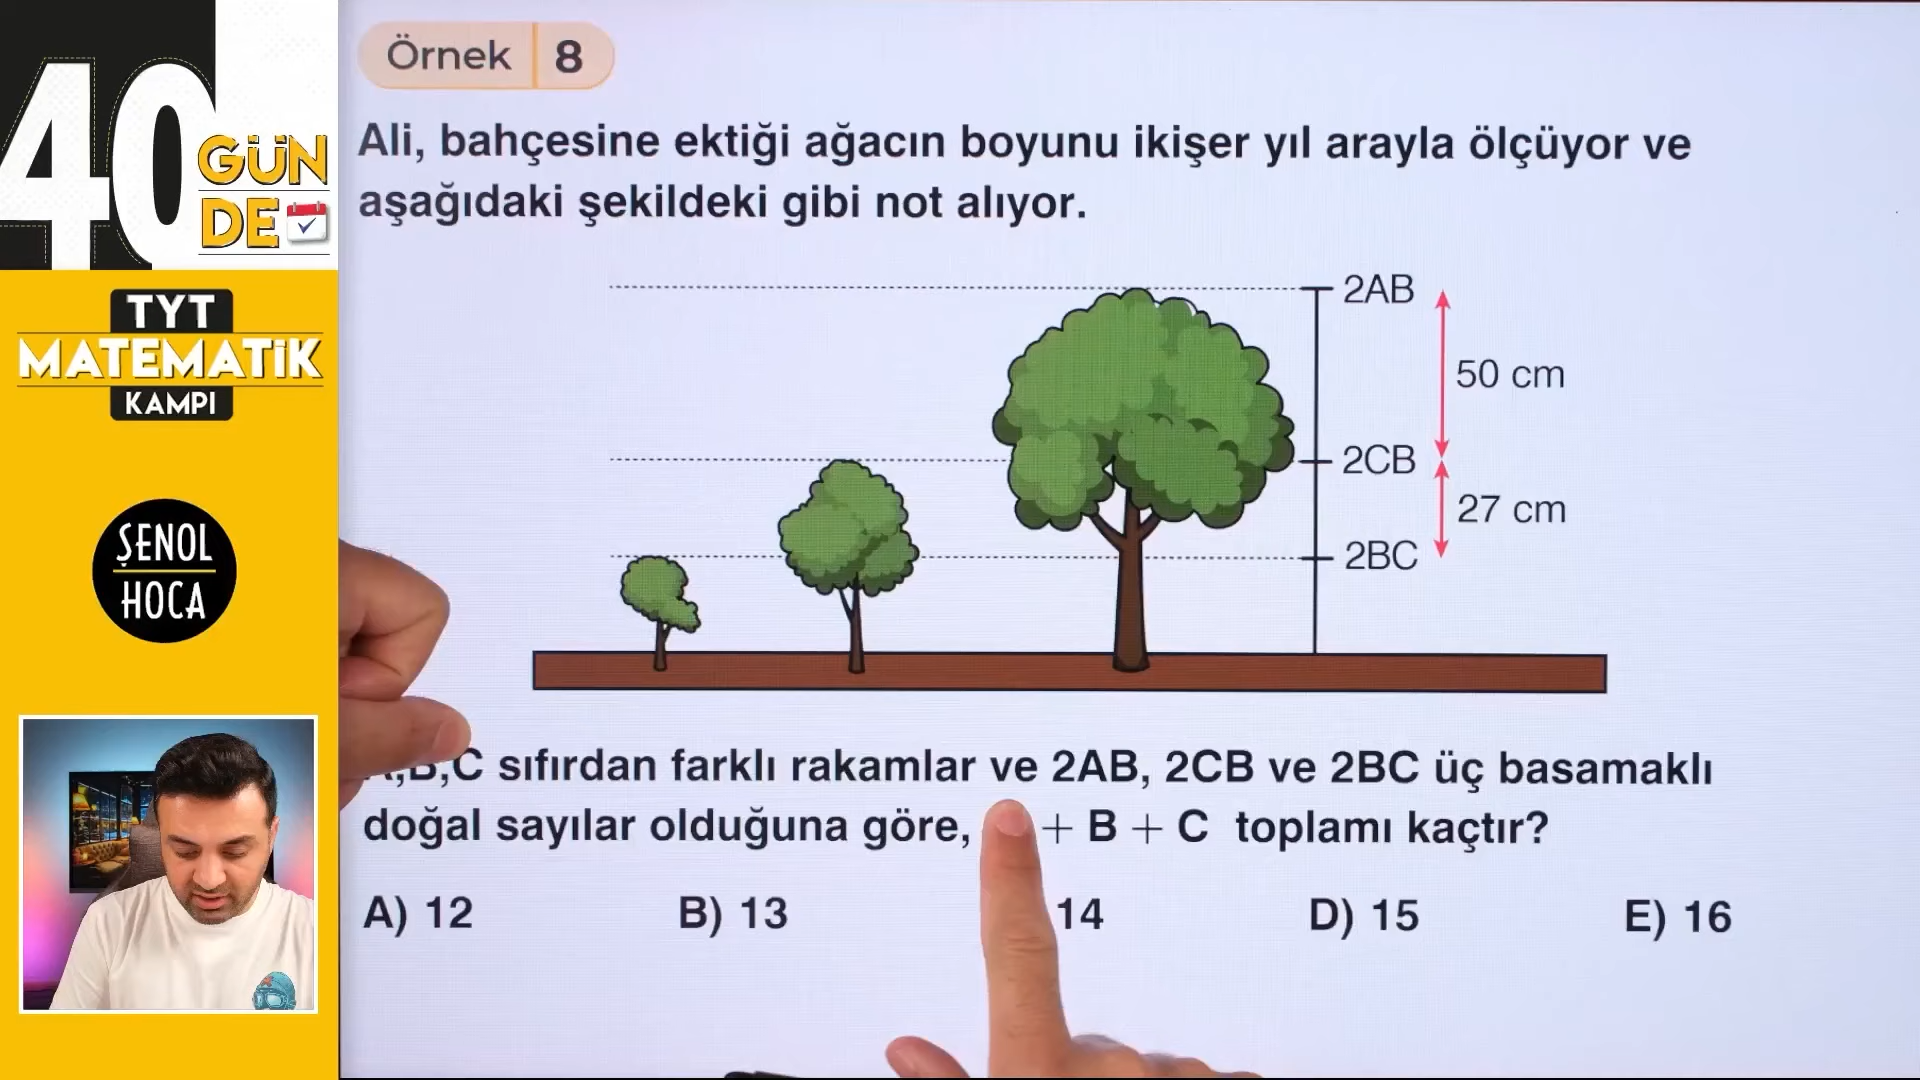 40
GÜN
DE
TYT
MATEMATİK
KAMPI
ŞENOL
HOCA
Örnek 8
Ali, bahçesine ektiği ağacın boyunu ikişer yıl arayla ölçüyor ve
aşağıdaki şekildeki gibi not alıyor.
2AB
50 cm
2CB
27 cm
2BC
A,B,C sıfırdan farklı rakamlar ve 2AB, 2CB ve 2BC üç basamaklı
doğal sayılar olduğuna göre, + B + C toplamı kaçtır?
A) 12
B) 13
14
D) 15
E) 16